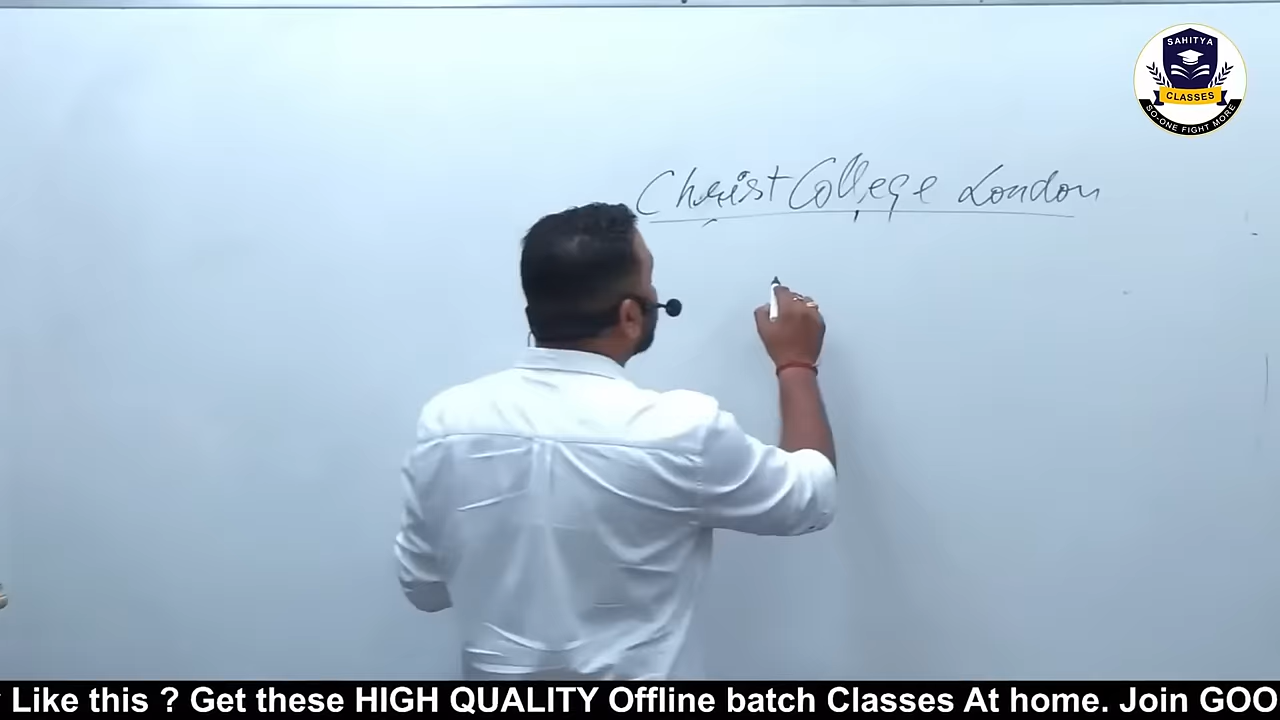 SAHITYA
CLASSES
SO-ONE FIGHT MORE
Christ College London
Like this ? Get these HIGH QUALITY Offline batch Classes At home. Join GOO